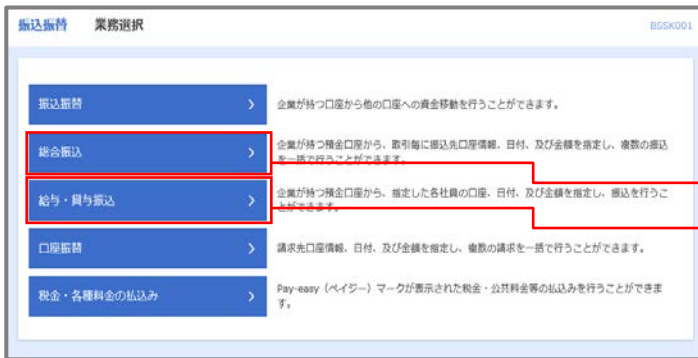 振込振替 業務選択 BSSK001
振込振替 企業が持つ口座から他の口座への資金移動を行うことができます。
総合振込 企業が持つ預金口座から、取引毎に振込先口座情報、日付、及び金額を指定し、複数の振込
を一括で行うことができます。
給与・賞与振込 企業が持つ預金口座から、指定した各社員の口座、日付、及び金額を指定し、振込を行うこ
とができます。
口座振替 請求先口座情報、日付、及び金額を指定し、複数の請求を一括で行うことができます。
税金・各種料金の払込み Pay-easy（ペイジー）マークが表示された税金・公共料金等の払込みを行うことができま
す。